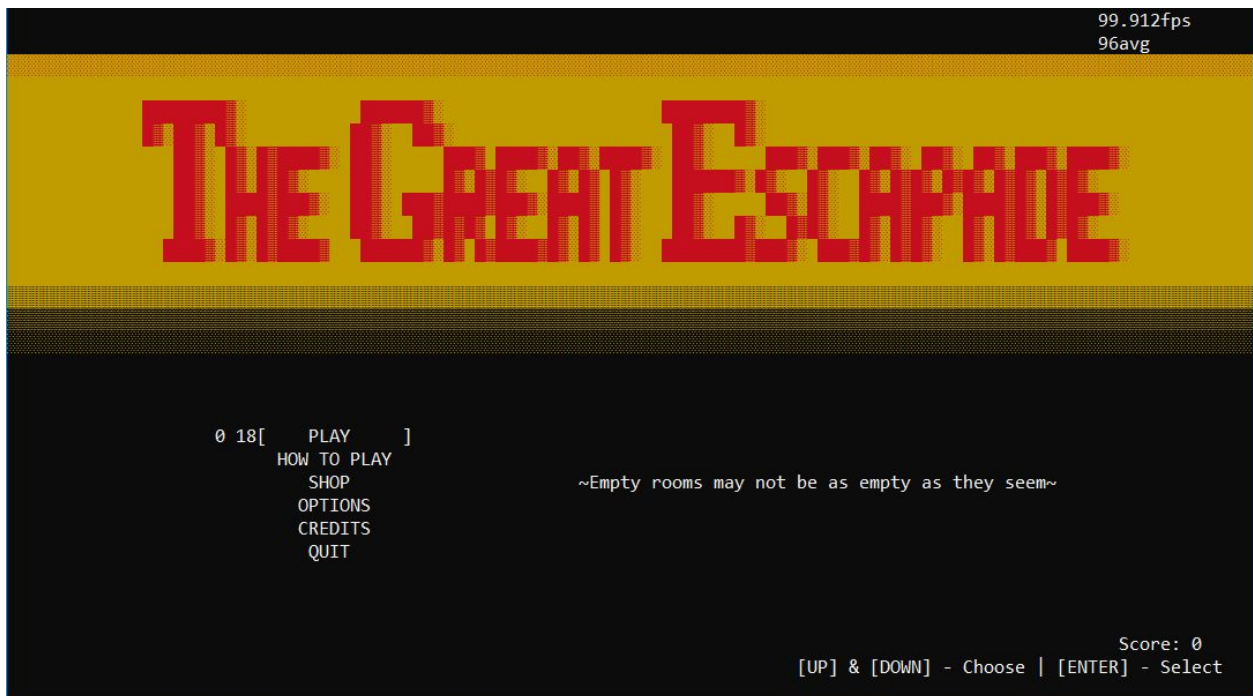 99.912fps
96avg
THE GREAT ESCAPADE
0 18[ PLAY ]
HOW TO PLAY
SHOP
~Empty rooms may not be as empty as they seem~
OPTIONS
CREDITS
QUIT
Score: 0
[UP] & [DOWN] - Choose | [ENTER] - Select